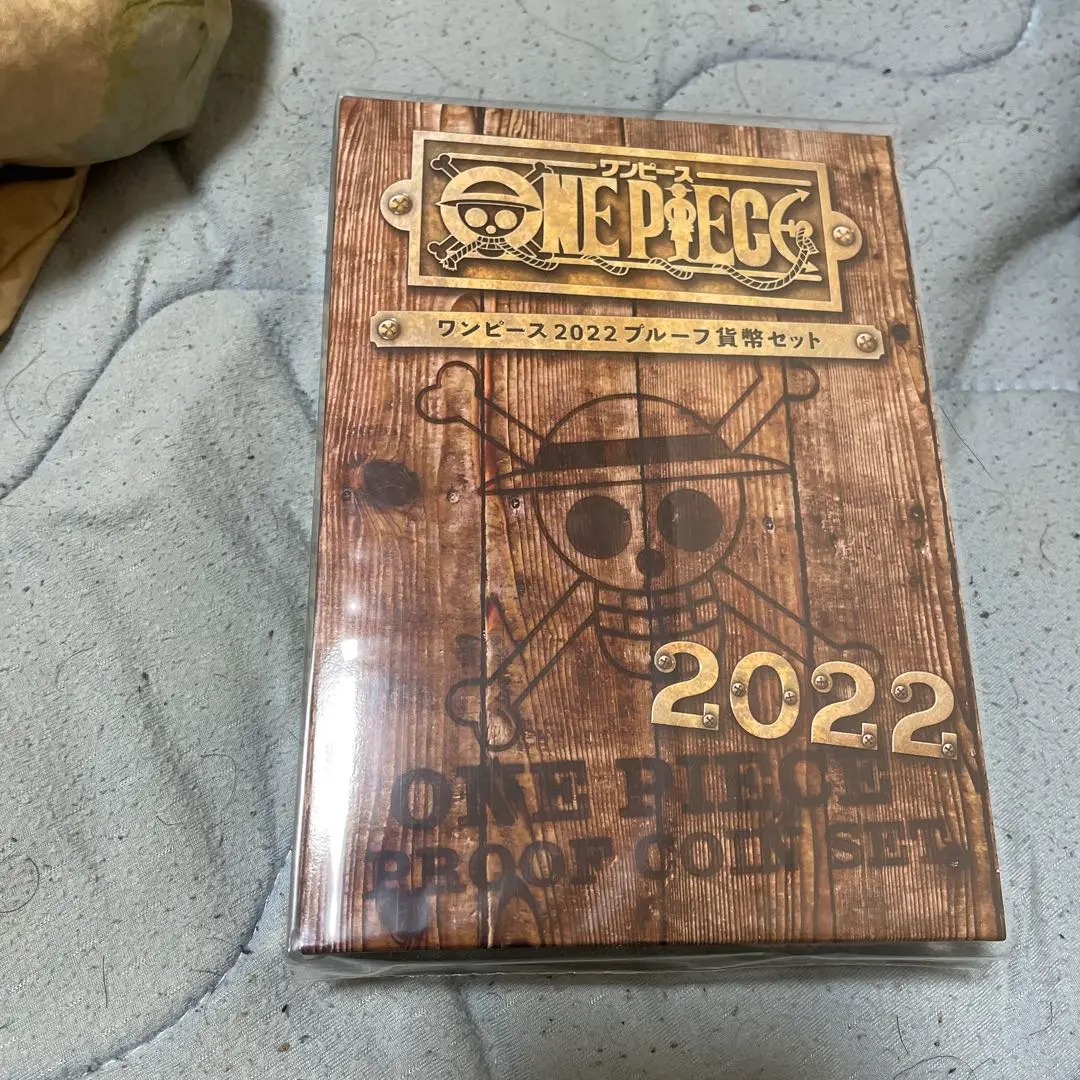 ワンピース
ONE PIECE
ワンピース2022プルーフ貨幣セット
2022
ONE PIECE
PROOF COIN SET